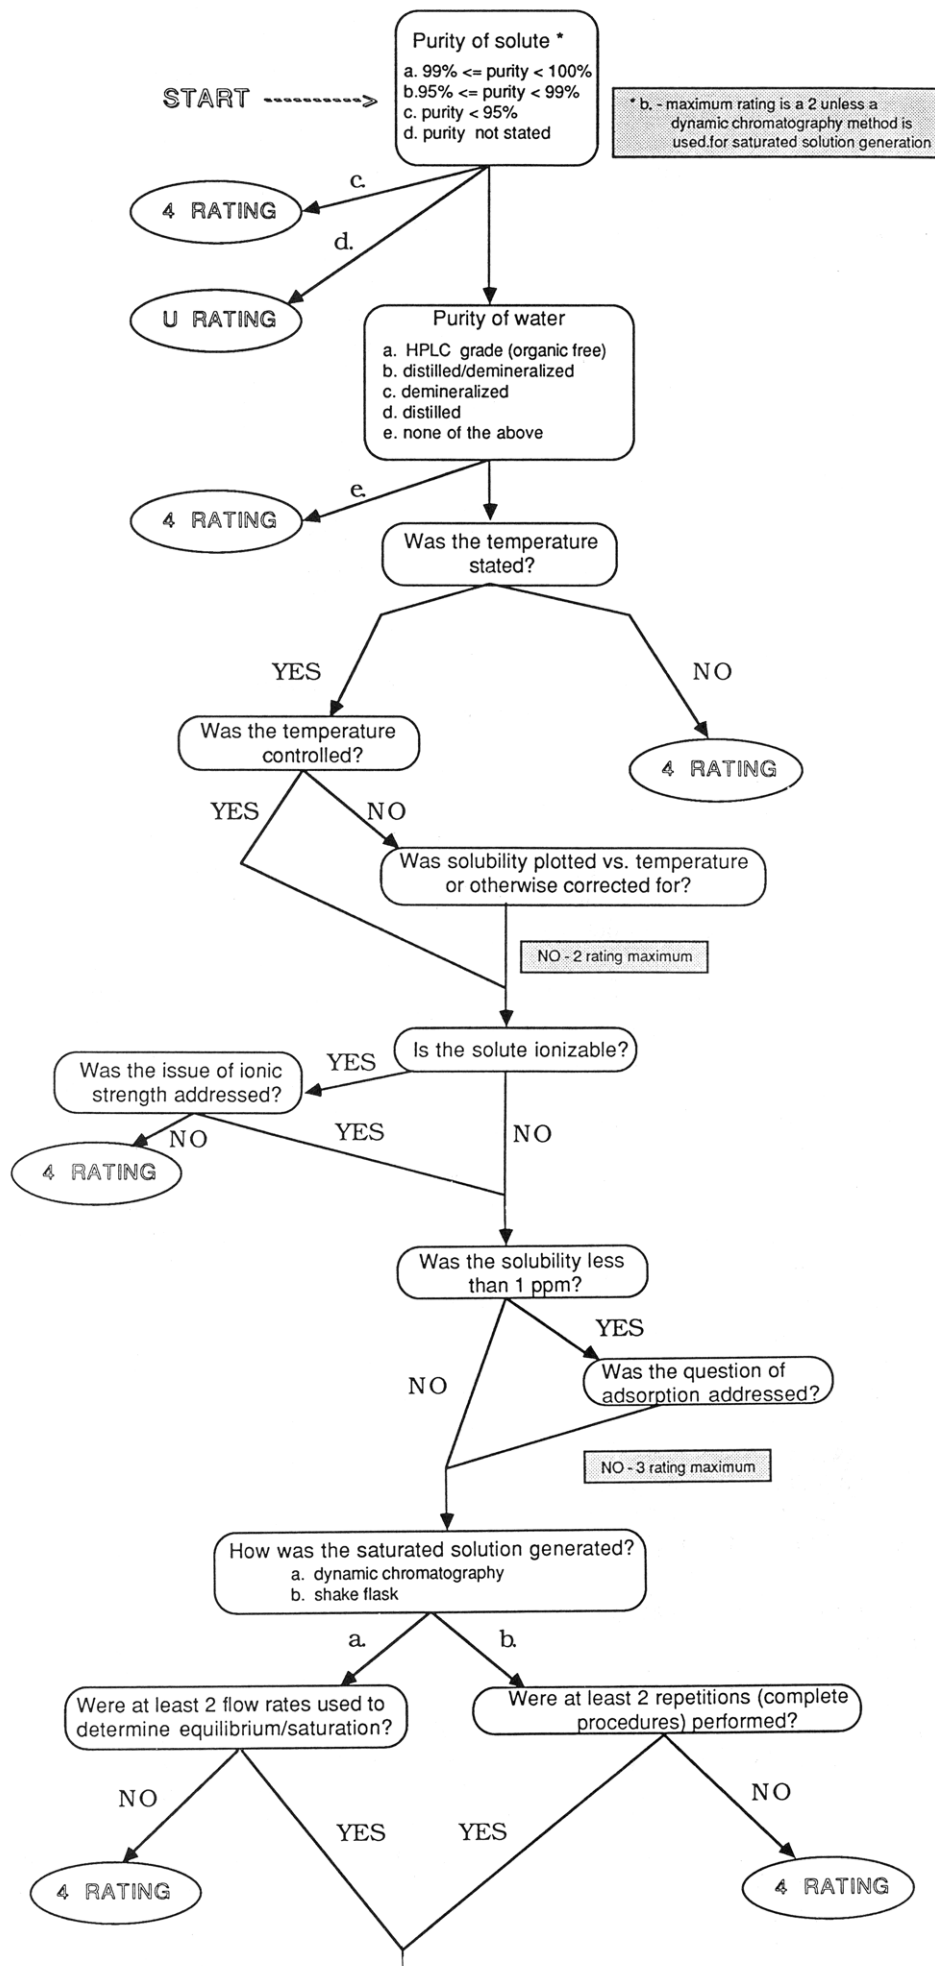 Purity of solute *
a. 99% <= purity < 100%
b.95% <= purity < 99%
c. purity < 95%
d. purity not stated
START
* b. - maximum rating is a 2 unless a
dynamic chromatography method is
used.for saturated solution generation
c.
4 RATING
d.
U RATING
Purity of water
a. HPLC grade (organic free)
b. distilled/demineralized
c. demineralized
d. distilled
e. none of the above
e.
4 RATING
Was the temperature
stated?
YES
NO
Was the temperature
controlled?
4 RATING
YES
NO
Was solubility plotted vs. temperature
or otherwise corrected for?
NO - 2 rating maximum
Is the solute ionizable?
YES
Was the issue of ionic
strength addressed?
NO
YES
NO
4 RATING
Was the solubility less
than 1 ppm?
YES
NO
Was the question of
adsorption addressed?
NO - 3 rating maximum
How was the saturated solution generated?
a. dynamic chromatography
b. shake flask
a.
b.
Were at least 2 flow rates used to
determine equilibrium/saturation?
Were at least 2 repetitions (complete
procedures) performed?
NO
YES
YES
NO
4 RATING
4 RATING